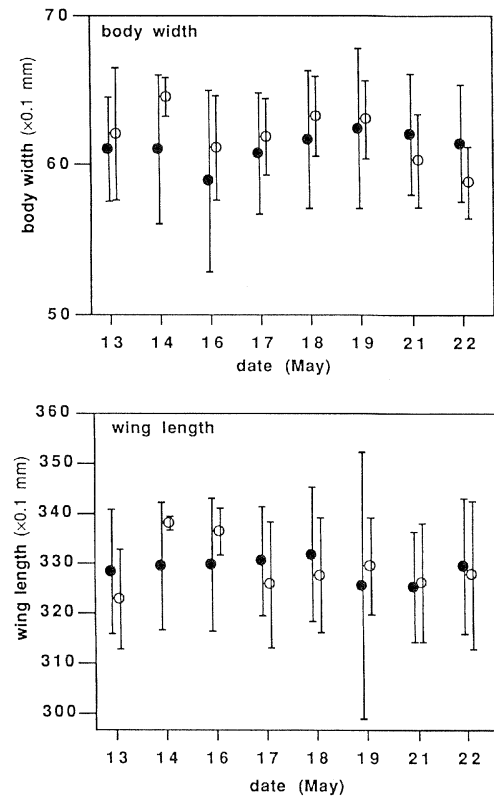 70
body width
60
50
body width (×0.1 mm)
13 14 16 17 18 19 21 22
date (May)
360
wing length
350
340
330
320
300
wing length (×0.1 mm)
13 14 16 17 18 19 21 22
date (May)